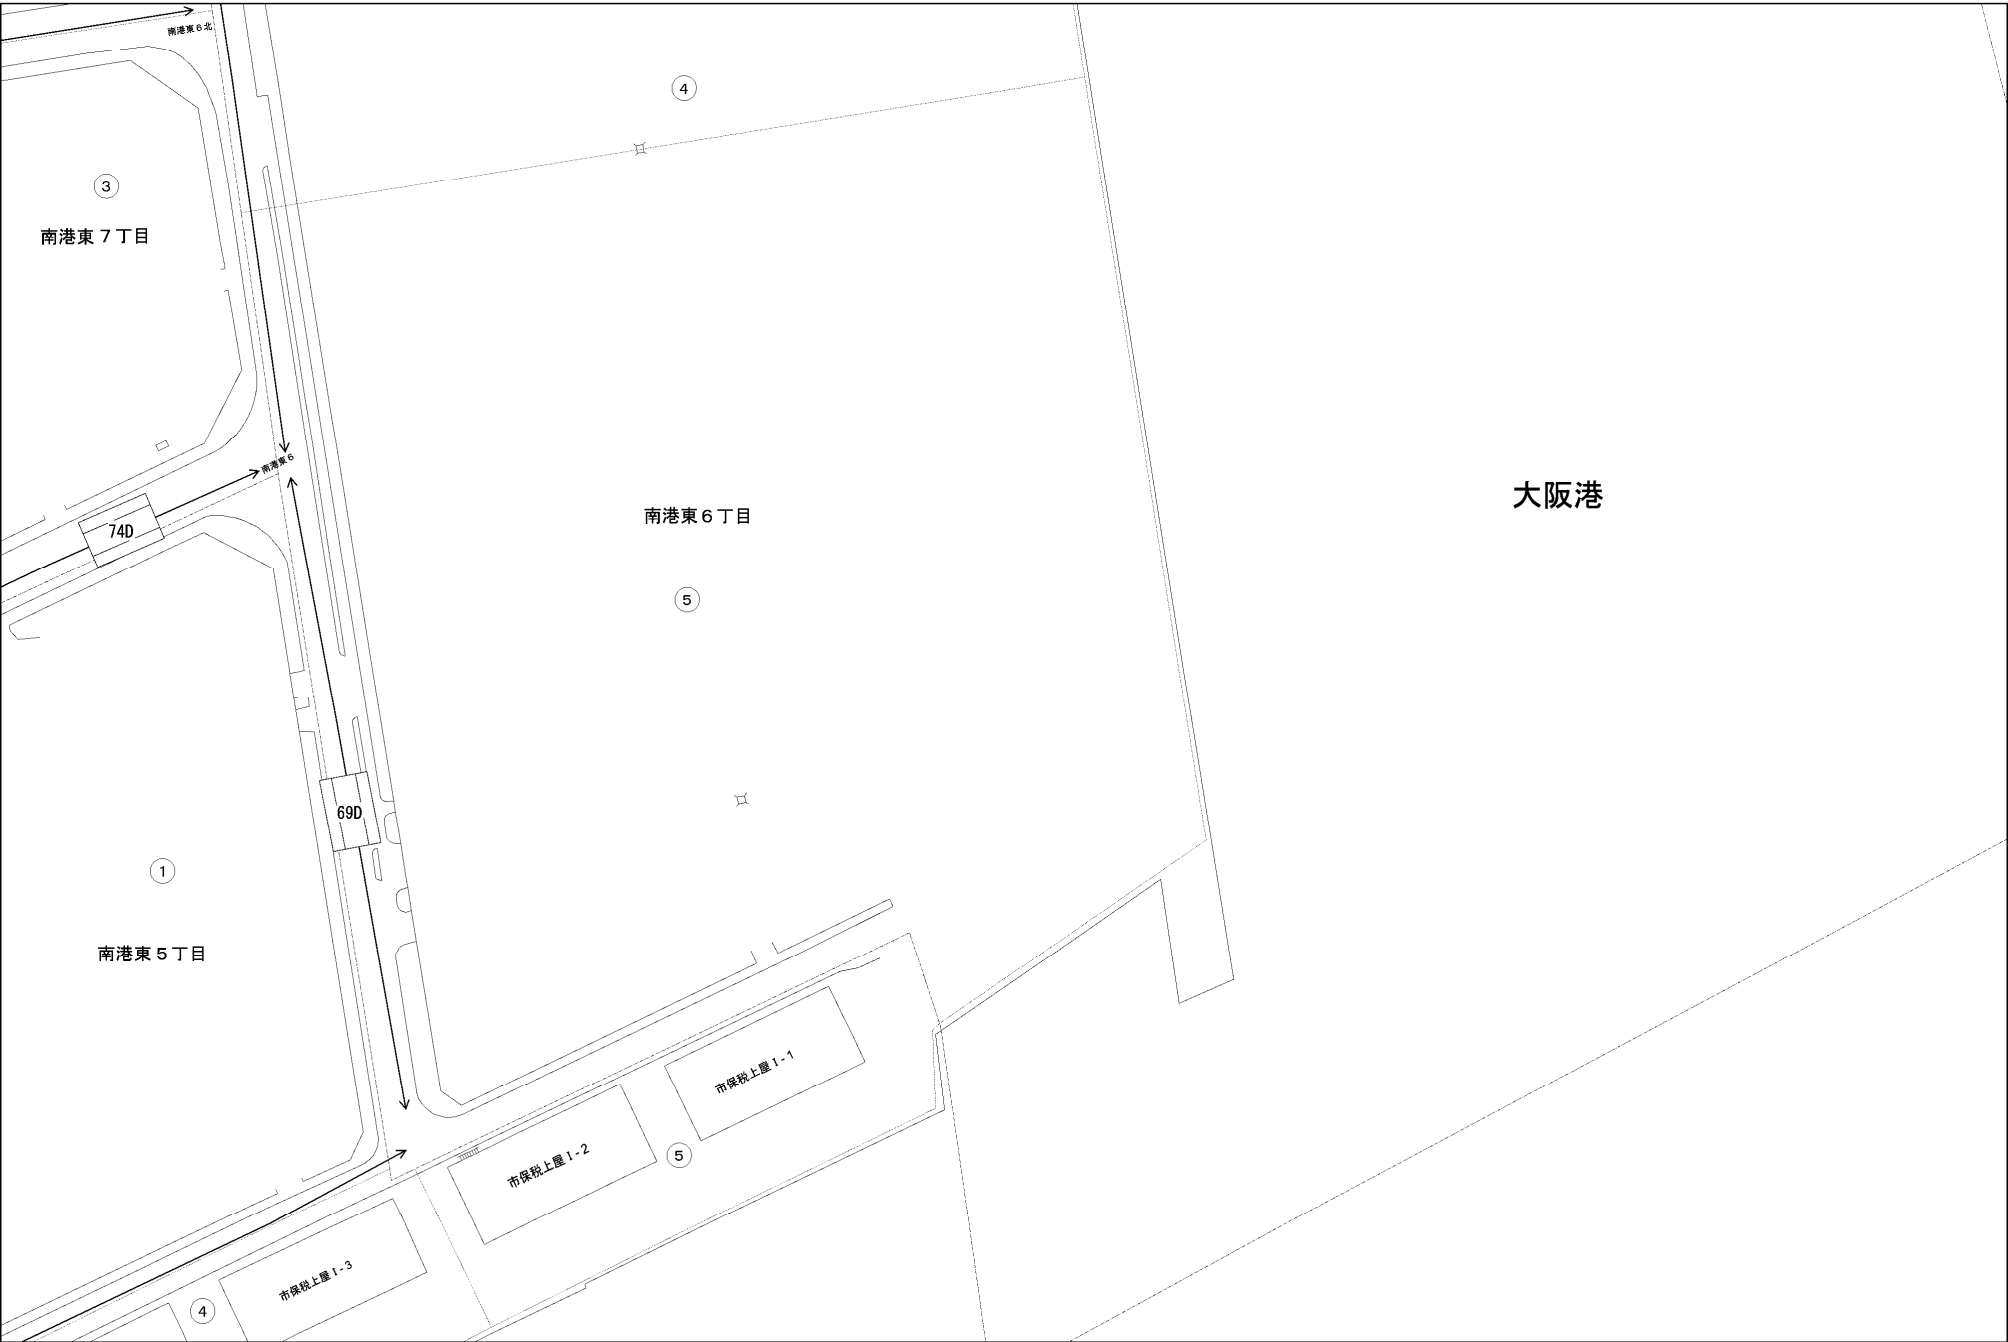 南港東6北
④
③
南港東7丁目
南港東6
大阪港
南港東6丁目
74D
⑤
69D
①
南港東5丁目
市保税上屋I-1
市保税上屋I-2
⑤
市保税上屋I-3
④